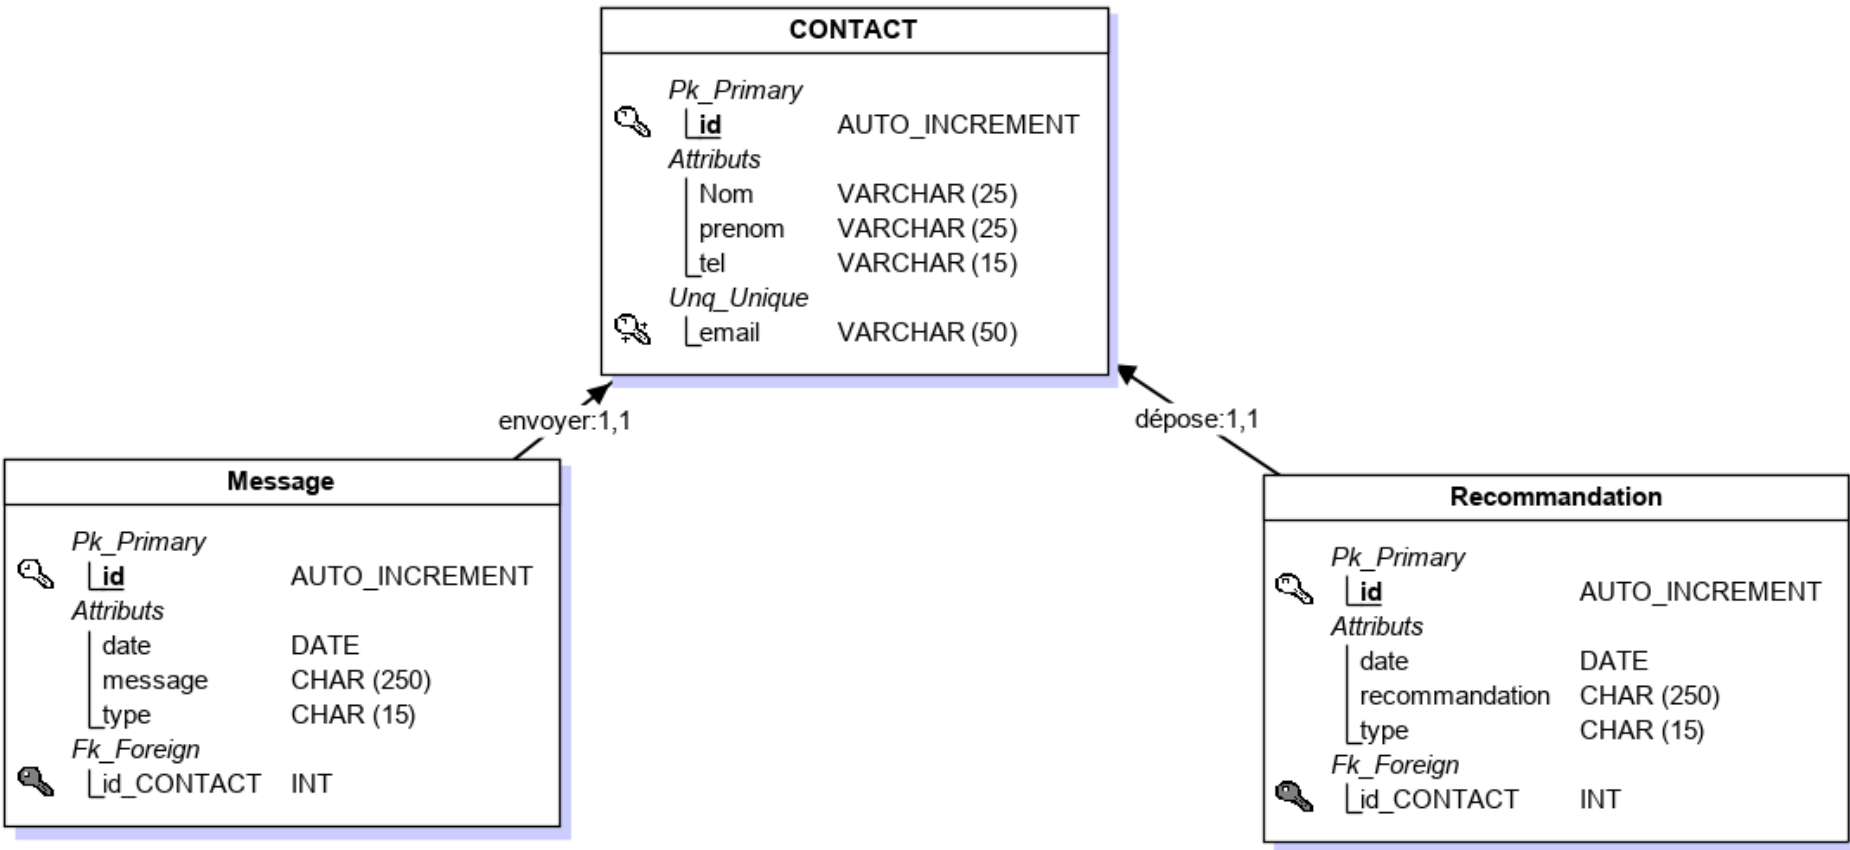 CONTACT
Pk_Primary
id AUTO_INCREMENT
Attributs
Nom VARCHAR (25)
prenom VARCHAR (25)
tel VARCHAR (15)
Unq_Unique
email VARCHAR (50)
envoyer:1,1
dépose:1,1
Message
Pk_Primary
id AUTO_INCREMENT
Attributs
date DATE
message CHAR (250)
type CHAR (15)
Fk_Foreign
id_CONTACT INT
Recommandation
Pk_Primary
id AUTO_INCREMENT
Attributs
date DATE
recommandation CHAR (250)
type CHAR (15)
Fk_Foreign
id_CONTACT INT